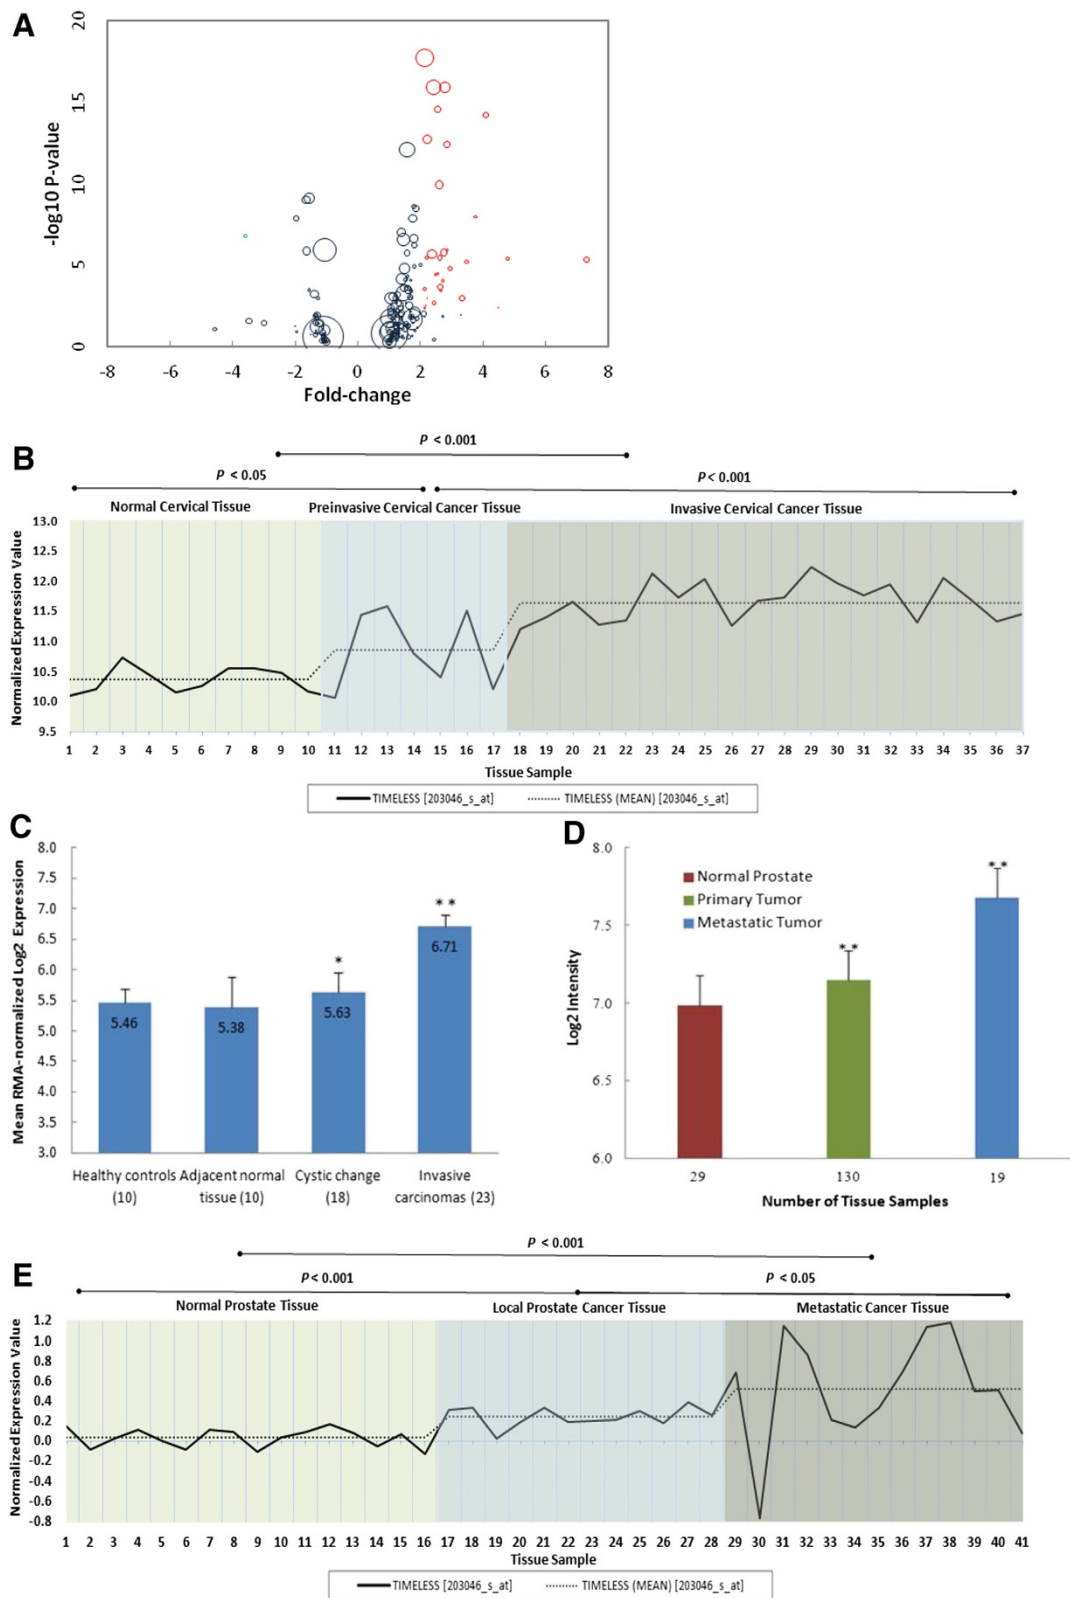 A
20
15
10
5
0
-log10 P-value
-8 -6 -4 -2 0 2 4 6 8
Fold-change
B
P < 0.001
P < 0.05
P < 0.001
Normal Cervical Tissue Preinvasive Cervical Cancer Tissue Invasive Cervical Cancer Tissue
Normalized Expression Value
13.0
12.5
12.0
11.5
11.0
10.5
10.0
9.5
1 2 3 4 5 6 7 8 9 10 11 12 13 14 15 16 17 18 19 20 21 22 23 24 25 26 27 28 29 30 31 32 33 34 35 36 37
Tissue Sample
TIMELESS [203046_s_at] TIMELESS (MEAN) [203046_s_at]
C
Mean RMA-normalized Log2 Expression
8.0
7.5
7.0
6.5
6.0
5.5
5.0
4.5
4.0
3.5
3.0
5.46
5.38
*
5.63
**
6.71
Healthy controls Adjacent normal Cystic change Invasive
(10) tissue (10) (18) carcinomas (23)
D
Log2 Intensity
8.0
7.5
7.0
6.5
6.0
Normal Prostate
Primary Tumor
Metastatic Tumor
**
**
29 130 19
Number of Tissue Samples
E
P < 0.001
P < 0.001
P < 0.05
Normal Prostate Tissue Local Prostate Cancer Tissue Metastatic Cancer Tissue
Normalized Expression Value
1.2
1.0
0.8
0.6
0.4
0.2
0.0
-0.2
-0.4
-0.6
-0.8
1 2 3 4 5 6 7 8 9 10 11 12 13 14 15 16 17 18 19 20 21 22 23 24 25 26 27 28 29 30 31 32 33 34 35 36 37 38 39 40 41
Tissue Sample
TIMELESS [203046_s_at] TIMELESS (MEAN) [203046_s_at]